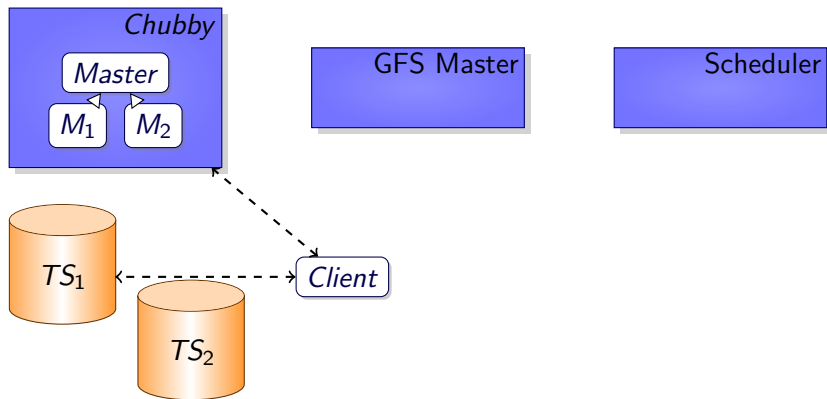 Chubby
Master
M₁
M₂
GFS Master
Scheduler
TS₁
Client
TS₂